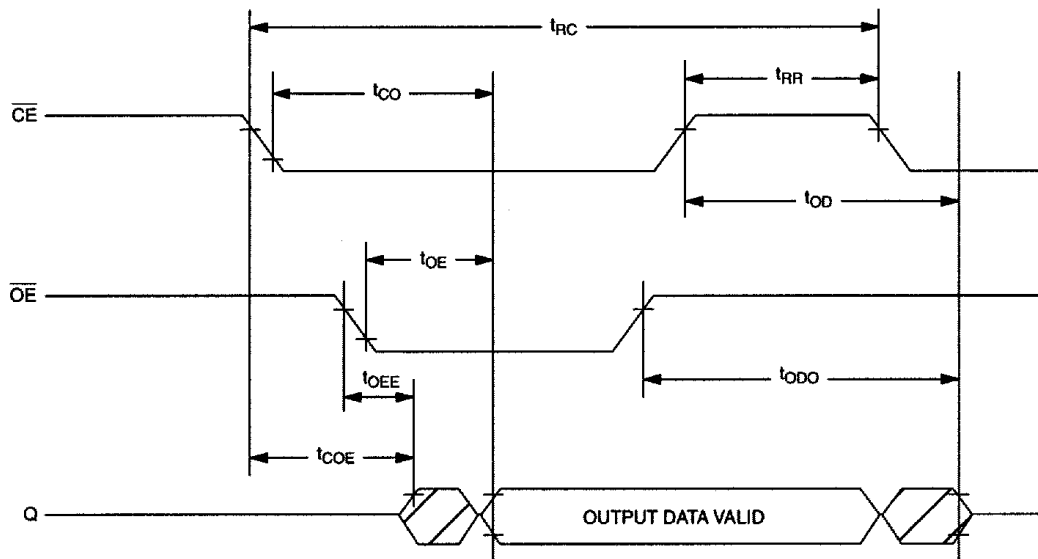 tRC
tRR
tCO
CE
tOD
tOE
OE
tODO
tOEE
tCOE
Q
OUTPUT DATA VALID